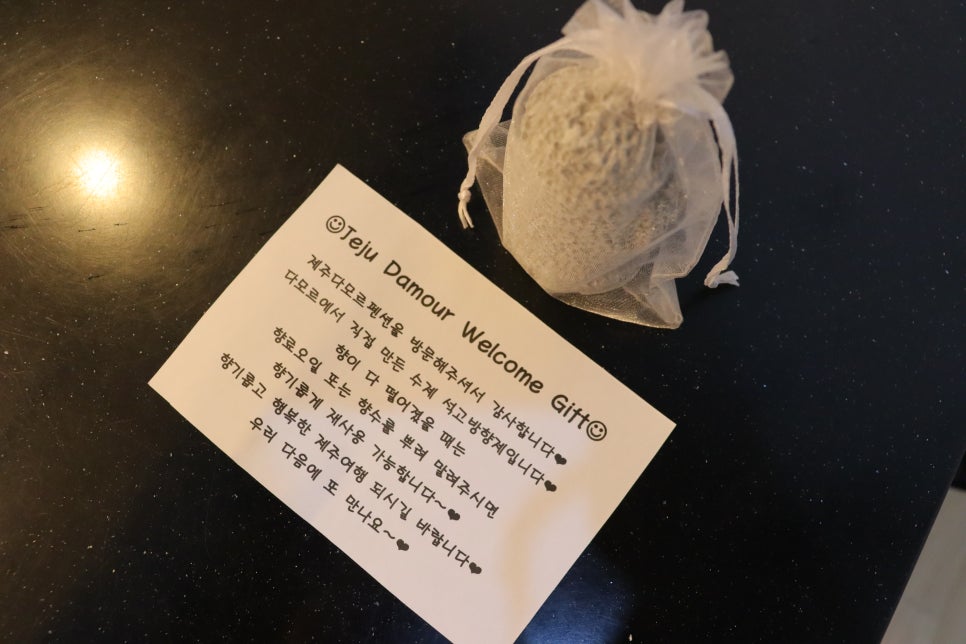 ☺Jeju Damour Welcome Gift☺
제주다모르펜션을 방문해주셔서 감사합니다❤
다모르에서 직접 만든 수제 석고방향제입니다❤
향이 다 떨어졌을 때는
향료오일 또는 향수를 뿌려 말려주시면
향기롭게 재사용 가능합니다~❤
향기롭고 행복한 제주여행 되시길 바랍니다❤
우리 다음에 또 만나요~❤